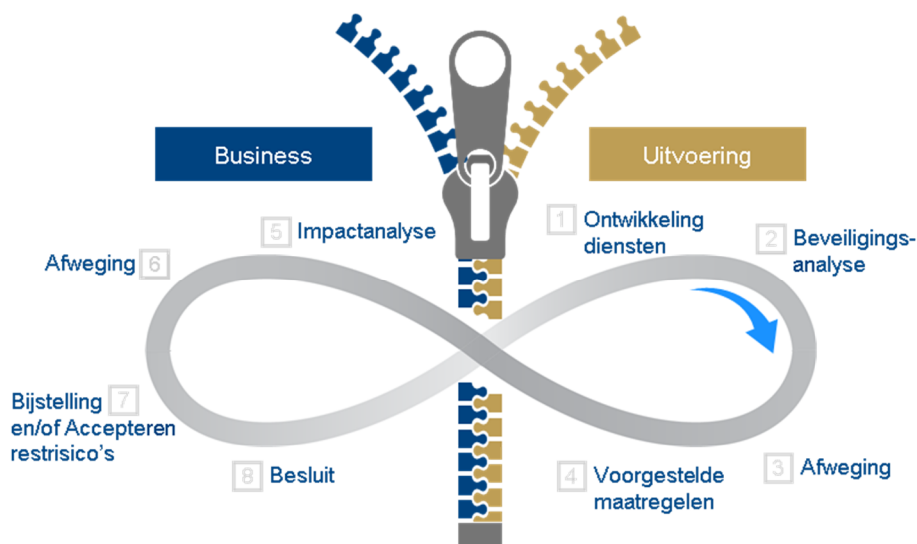 Business
Uitvoering
1 Ontwikkeling
diensten
2 Beveiligings-
analyse
3 Afweging
4 Voorgestelde
maatregelen
5 Impactanalyse
Afweging 6
Bijstelling 7
en/of Accepteren
restrisico's
8 Besluit